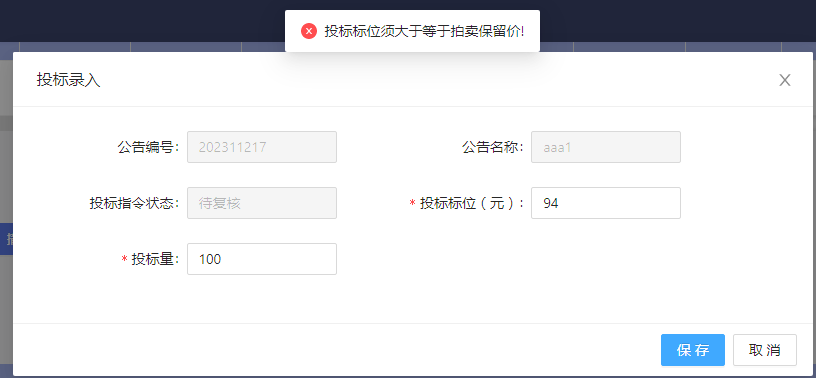 投标标位须大于等于拍卖保留价!
投标录入
公告编号: 202311217
公告名称: aaa1
投标指令状态: 待复核
* 投标标位（元）: 94
* 投标量: 100
保 存
取 消